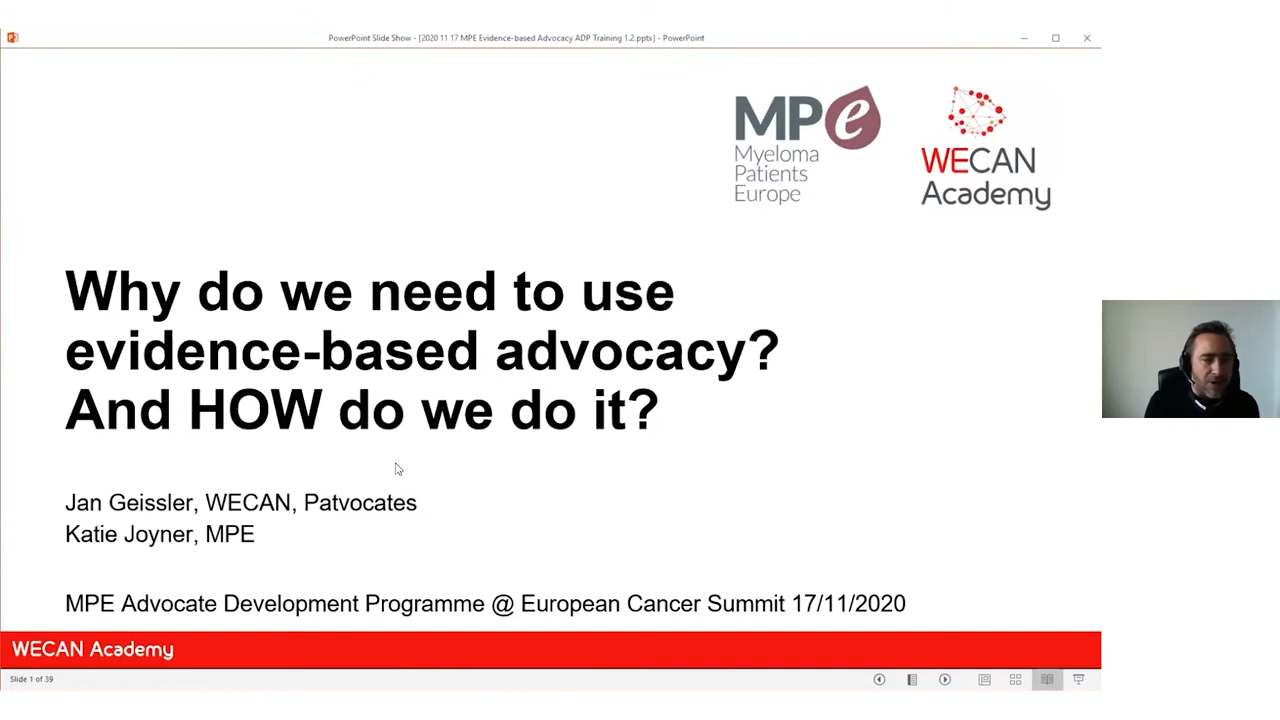 PowerPoint Slide Show - [2020 11 17 MPE Evidence-based Advocacy ADP Training 1.2.pptx] - PowerPoint
MPe
Myeloma
Patients
Europe
WECAN
Academy
Why do we need to use
evidence-based advocacy?
And HOW do we do it?
Jan Geissler, WECAN, Patvocates
Katie Joyner, MPE
MPE Advocate Development Programme @ European Cancer Summit 17/11/2020
WECAN Academy
Slide 1 of 39